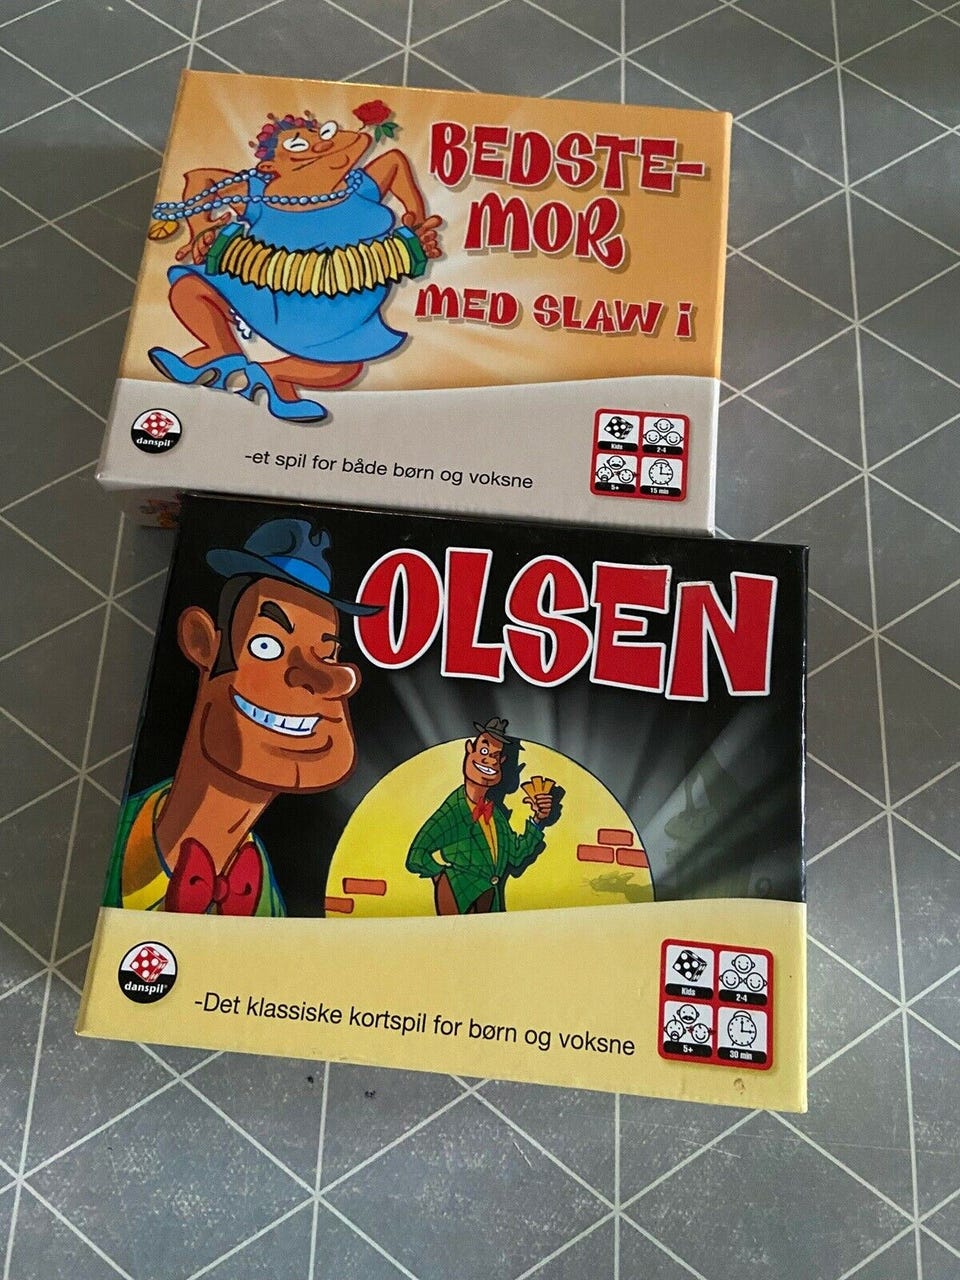 BEDSTE-
MOR
MED SLAW i
danspil®
-et spil for både børn og voksne
Kids
2-4
5+
15 min
OLSEN
danspil®
-Det klassiske kortspil for børn og voksne
Kids
2-4
5+
30 min